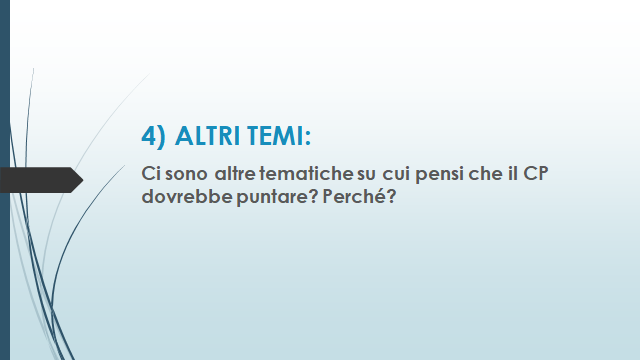 4) ALTRI TEMI:
Ci sono altre tematiche su cui pensi che il CP
dovrebbe puntare? Perché?